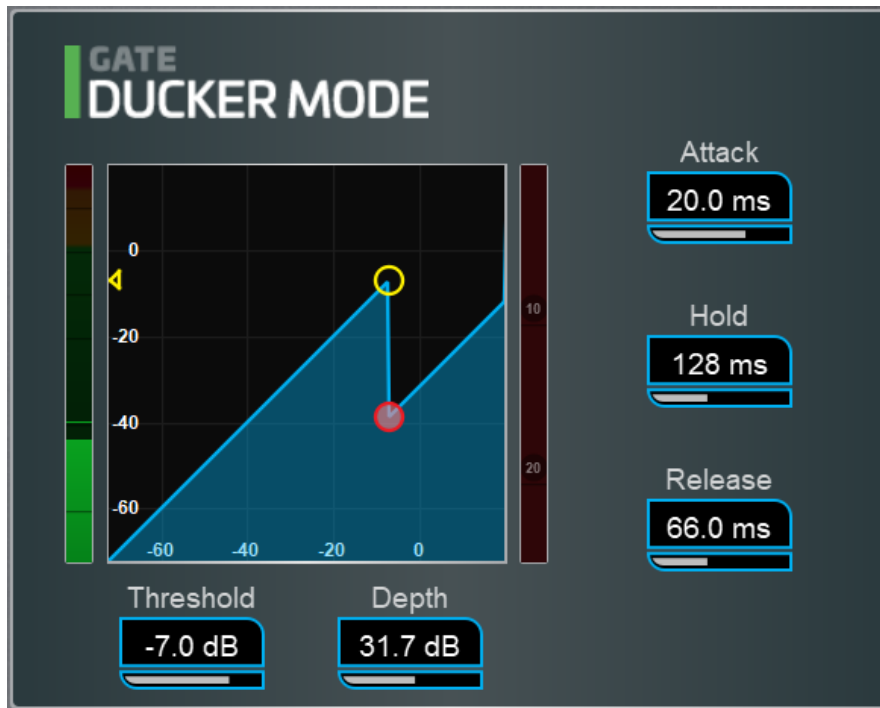 GATE
DUCKER MODE
Attack
20.0 ms
0
-20
-40
-60
-60 -40 -20 0
10
20
Hold
128 ms
Release
66.0 ms
Threshold Depth
-7.0 dB 31.7 dB